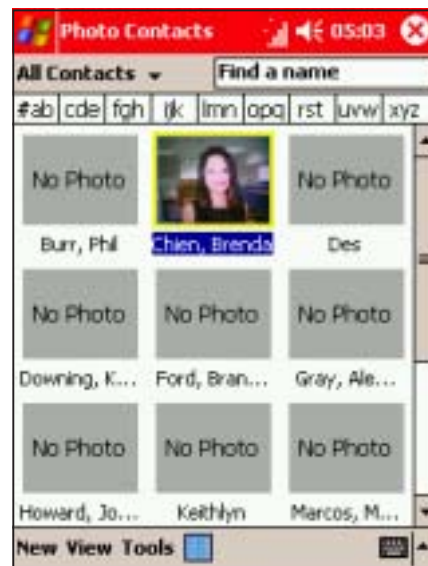 Photo Contacts 05:03
All Contacts Find a name
#ab cde fgh ijk lmn opq rst uvw xyz
No Photo No Photo
Burr, Phil Chien, Brenda Des
No Photo No Photo No Photo
Downing, K... Ford, Bran... Gray, Ale...
No Photo No Photo No Photo
Howard, Jo... Keithlyn Marcos, M...
New View Tools